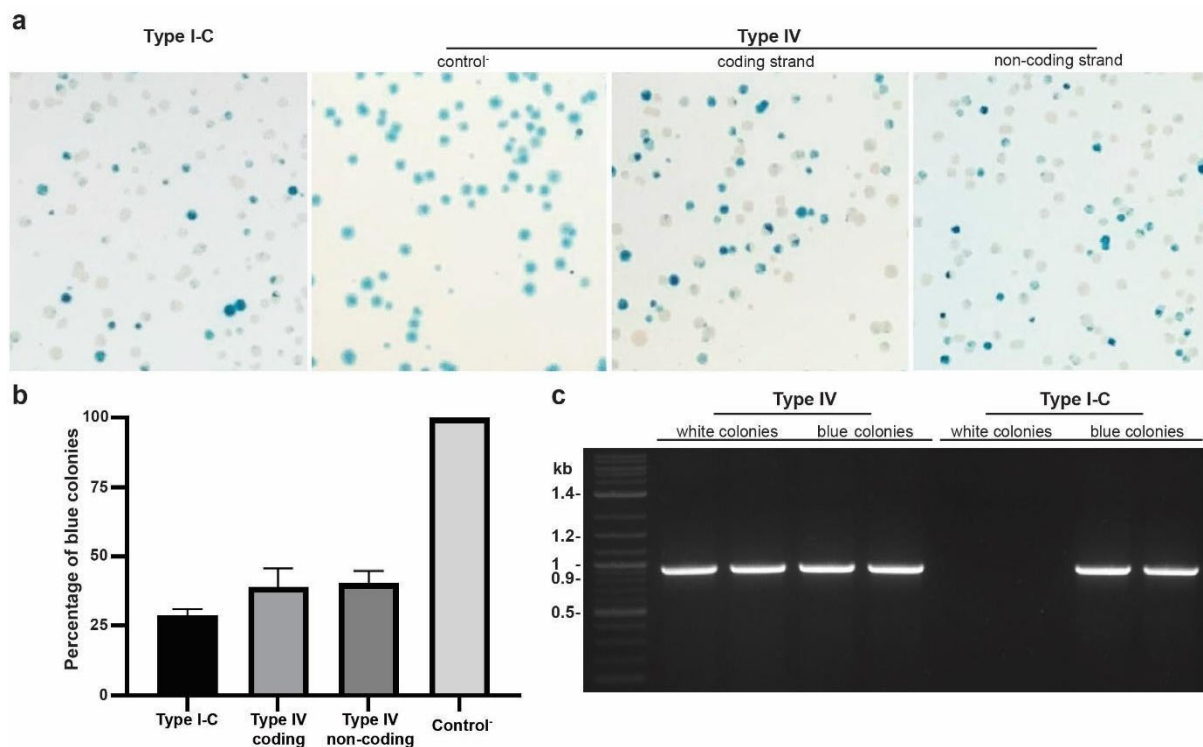 a
Type I-C
Type IV
control-
coding strand
non-coding strand
b
Percentage of blue colonies
100
75
50
25
0
Type I-C
Type IV coding
Type IV non-coding
Control-
c
Type IV
Type I-C
white colonies
blue colonies
white colonies
blue colonies
kb
1.4-
1.2-
1 -
0.9-
0.5-